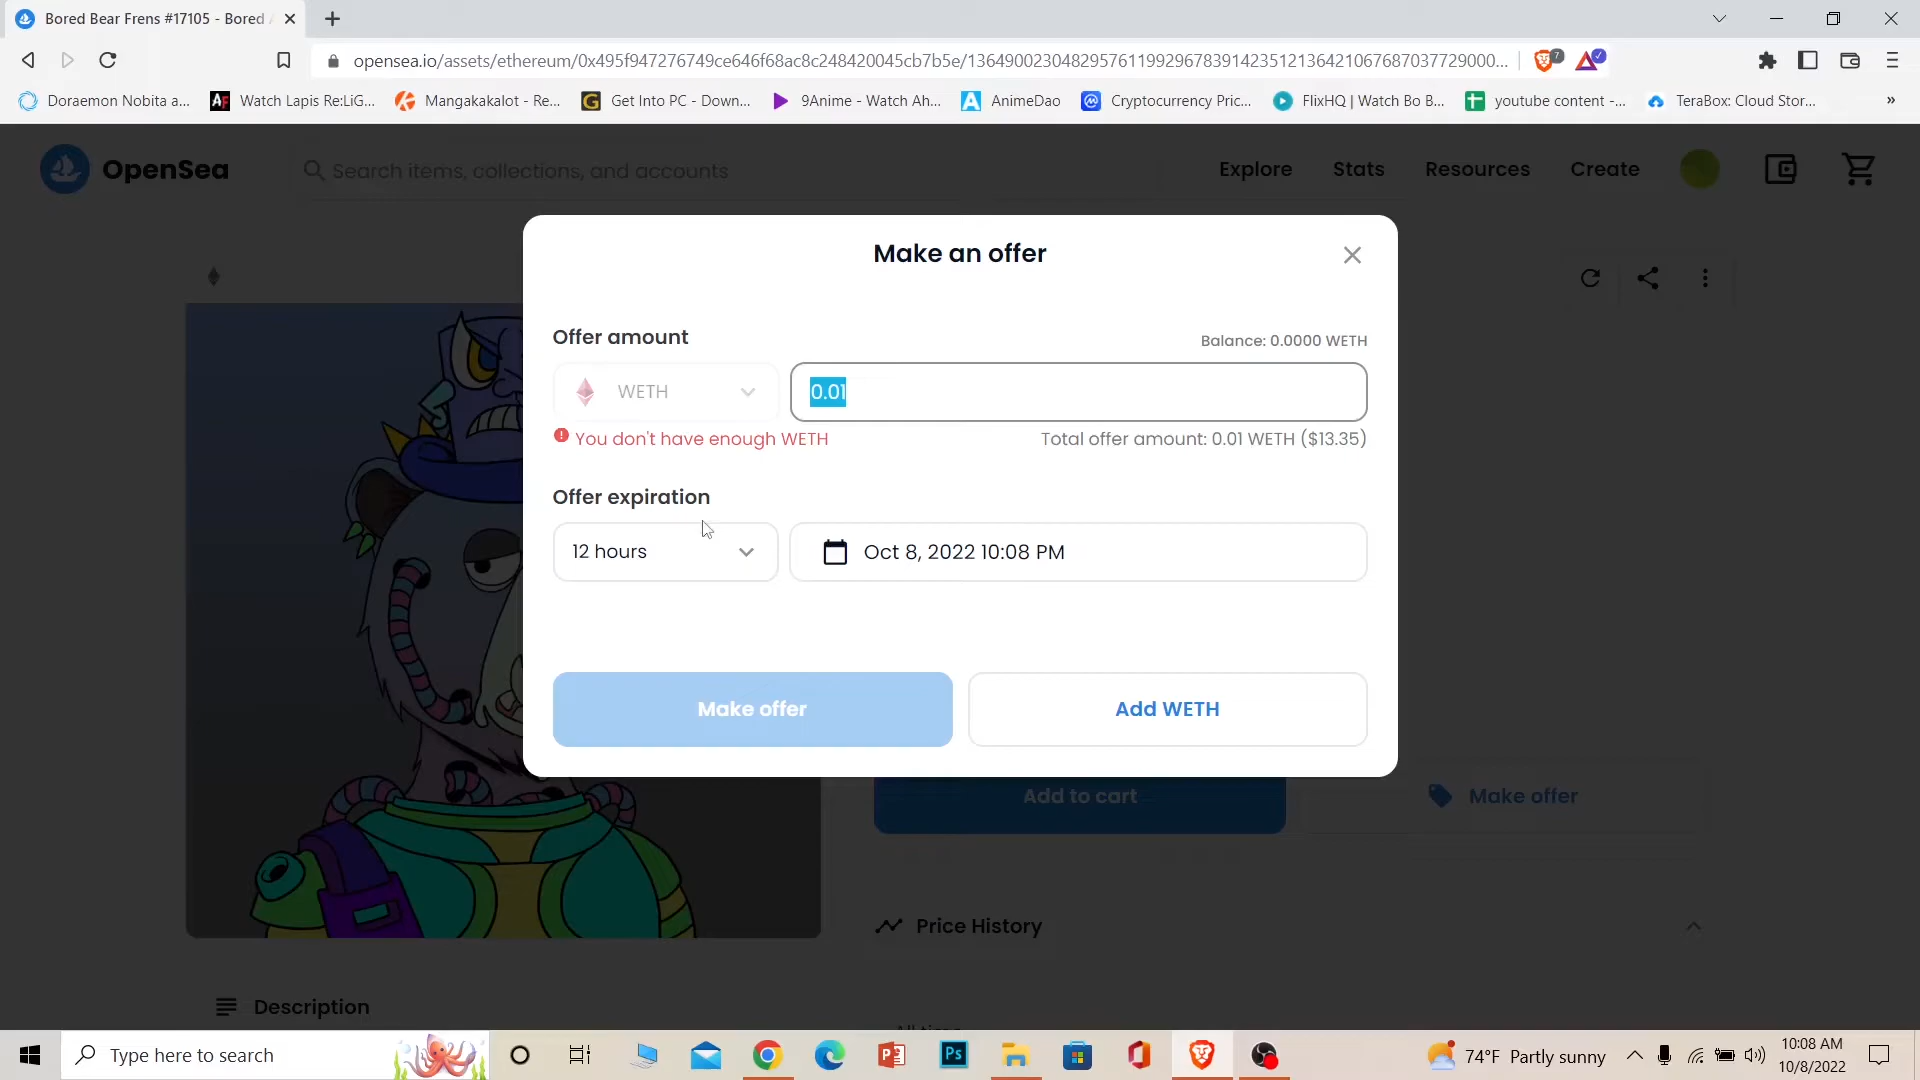 Bored Bear Frens #17105 - Bored A
opensea.io/assets/ethereum/0x495f947276749ce646f68ac8c248420045cb7b5e/13649002304829576119929678391423512136421067687037729000...
7
Doraemon Nobita a...
Watch Lapis Re:LiG...
Mangakakalot - Re...
Get Into PC - Down...
9Anime - Watch Ah...
AnimeDao
Cryptocurrency Pric...
FlixHQ | Watch Bo B...
youtube content -...
TeraBox: Cloud Stor...
»
OpenSea
Search items, collections, and accounts
Explore
Stats
Resources
Create
Make an offer
Offer amount
Balance: 0.0000 WETH
WETH
0.01
You don't have enough WETH
Total offer amount: 0.01 WETH ($13.35)
Offer expiration
12 hours
Oct 8, 2022 10:08 PM
Make offer
Add WETH
Add to cart
Make offer
Price History
Description
All time
Type here to search
74°F Partly sunny
10:08 AM
10/8/2022